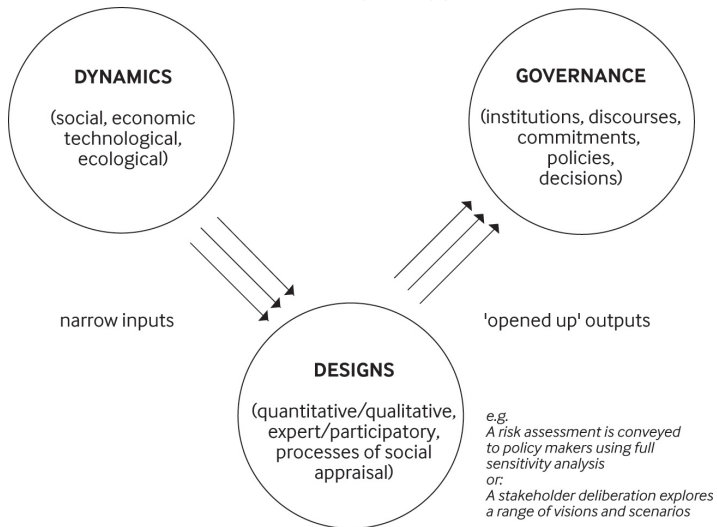 DYNAMICS
(social, economic
technological,
ecological)
GOVERNANCE
(institutions, discourses,
commitments,
policies,
decisions)
narrow inputs
'opened up' outputs
DESIGNS
(quantitative/qualitative,
expert/participatory,
processes of social
appraisal)
e.g.
A risk assessment is conveyed
to policy makers using full
sensitivity analysis
or:
A stakeholder deliberation explores
a range of visions and scenarios